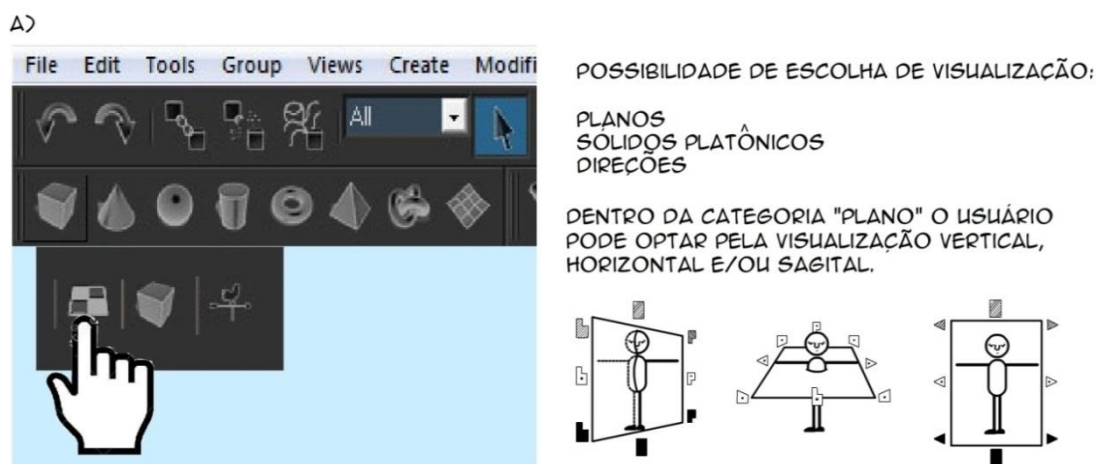 A)
File Edit Tools Group Views Create Modifi
All
POSSIBILIDADE DE ESCOLHA DE VISUALIZAÇÃO:
PLANOS
SÓLIDOS PLATÔNICOS
DIREÇÕES
DENTRO DA CATEGORIA "PLANO" O USUÁRIO
PODE OPTAR PELA VISUALIZAÇÃO VERTICAL,
HORIZONTAL E/OU SAGITAL.